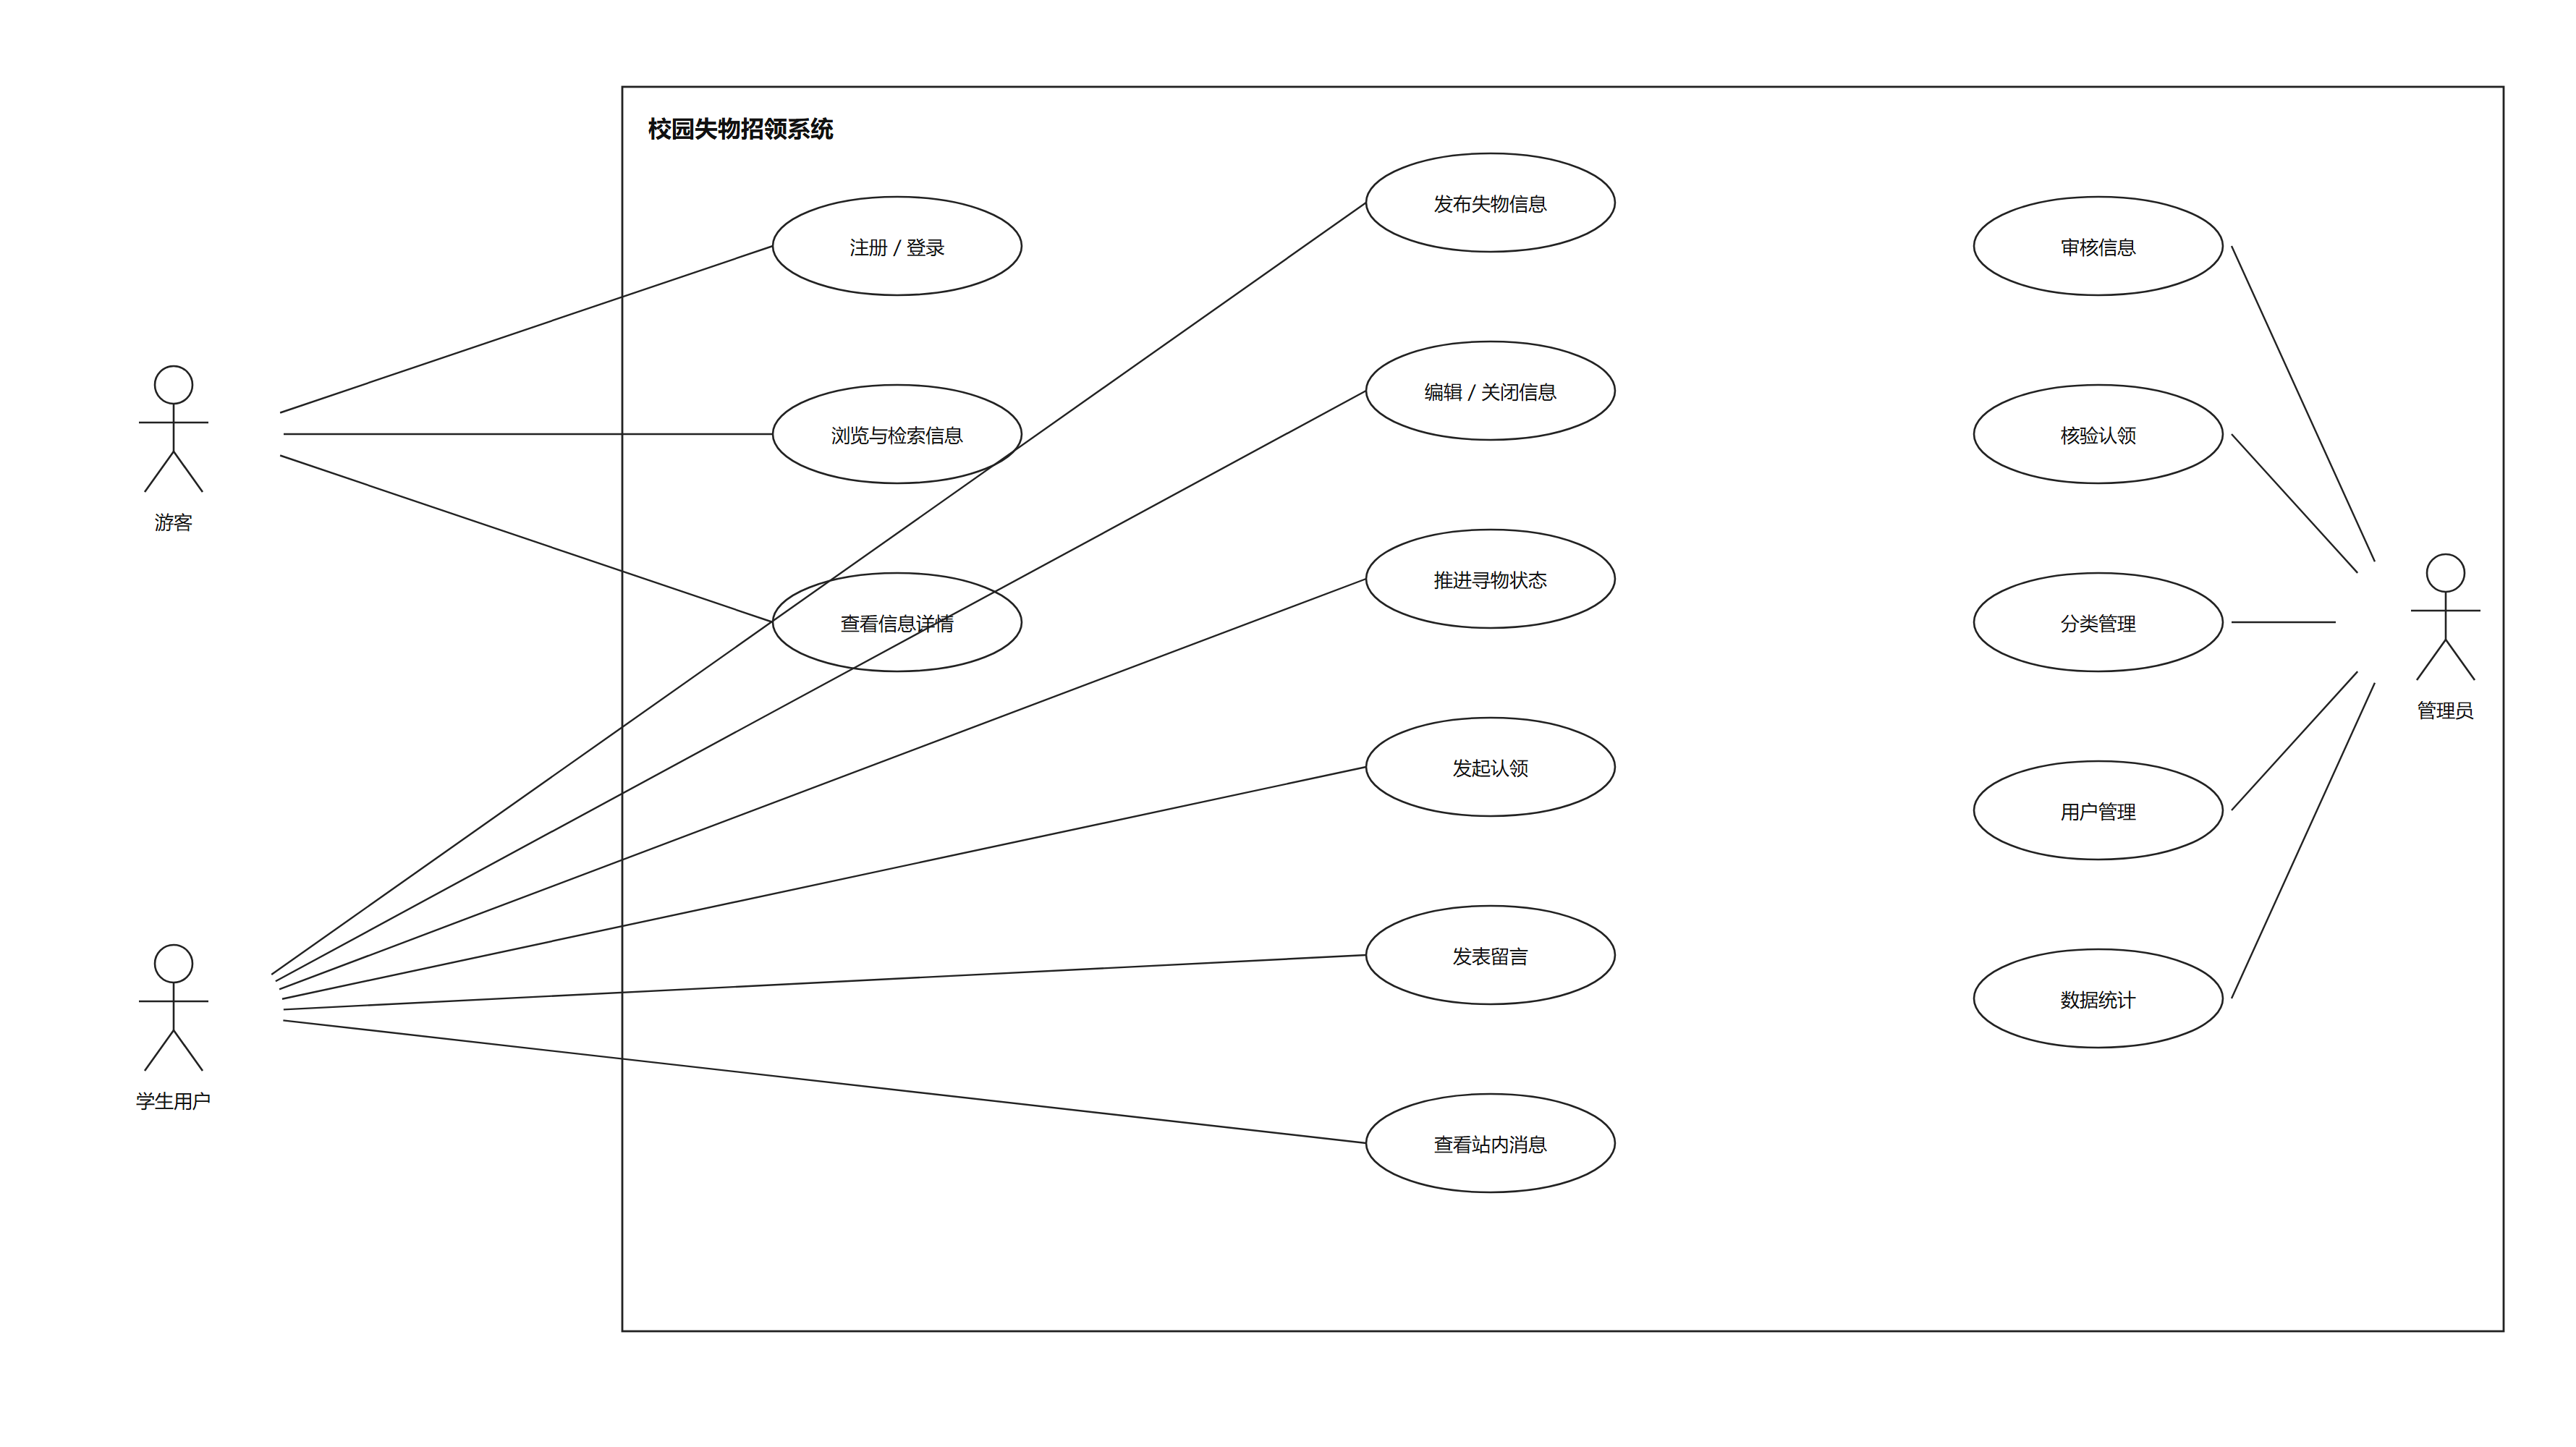 校园失物招领系统
注册 / 登录
浏览与检索信息
查看信息详情
发布失物信息
编辑 / 关闭信息
推进寻物状态
发起认领
发表留言
查看站内消息
审核信息
核验认领
分类管理
用户管理
数据统计
游客
学生用户
管理员